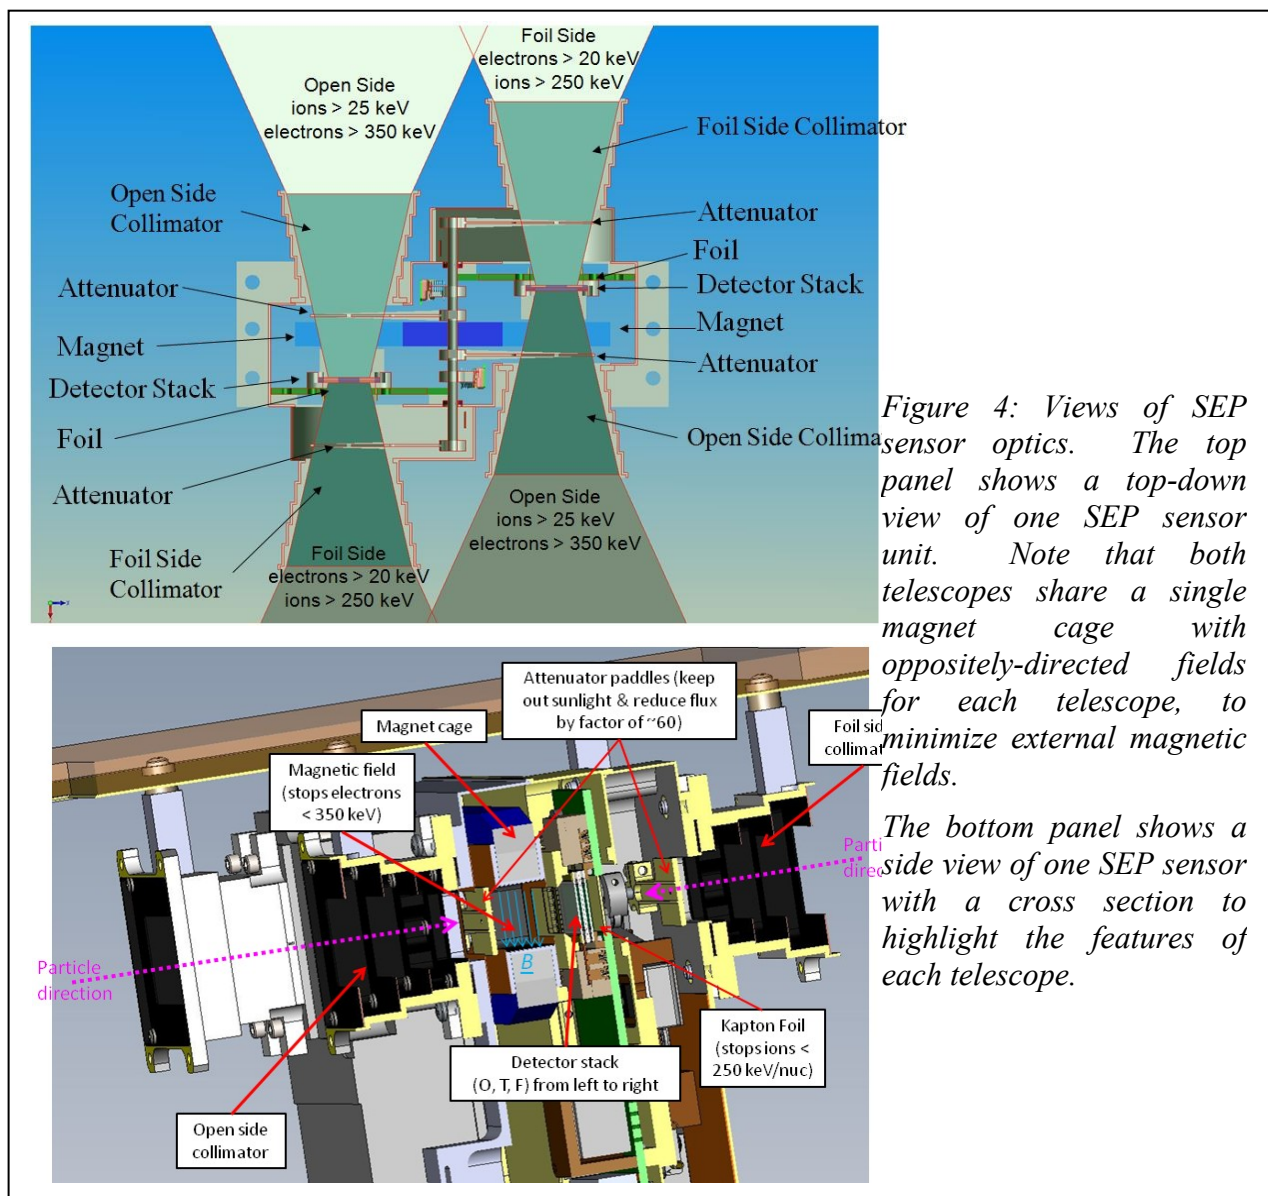 Foil Side
electrons > 20 keV
ions > 250 keV
Open Side
ions > 25 keV
electrons > 350 keV
Foil Side Collimator
Open Side
Collimator
Attenuator
Foil
Attenuator
Detector Stack
Magnet
Magnet
Attenuator
Detector Stack
Foil
Open Side Collima
Attenuator
Open Side
ions > 25 keV
electrons > 350 keV
Foil Side
Collimator
Foil Side
electrons > 20 keV
ions > 250 keV
Attenuator paddles (keep
out sunlight & reduce flux
by factor of ~60)
Magnet cage
Foil sid
collimat
Magnetic field
(stops electrons
< 350 keV)
Parti
direc
B
Particle
direction
Kapton Foil
(stops ions <
250 keV/nuc)
Detector stack
(O, T, F) from left to right
Open side
collimator
Figure 4: Views of SEP
sensor optics. The top
panel shows a top-down
view of one SEP sensor
unit. Note that both
telescopes share a single
magnet cage with
oppositely-directed fields
for each telescope, to
minimize external magnetic
fields.
The bottom panel shows a
side view of one SEP sensor
with a cross section to
highlight the features of
each telescope.